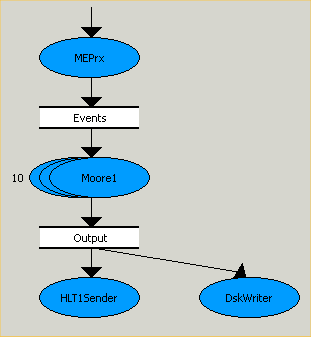 MEPrx
Events
10
Moore1
Output
HLT1Sender
DskWriter